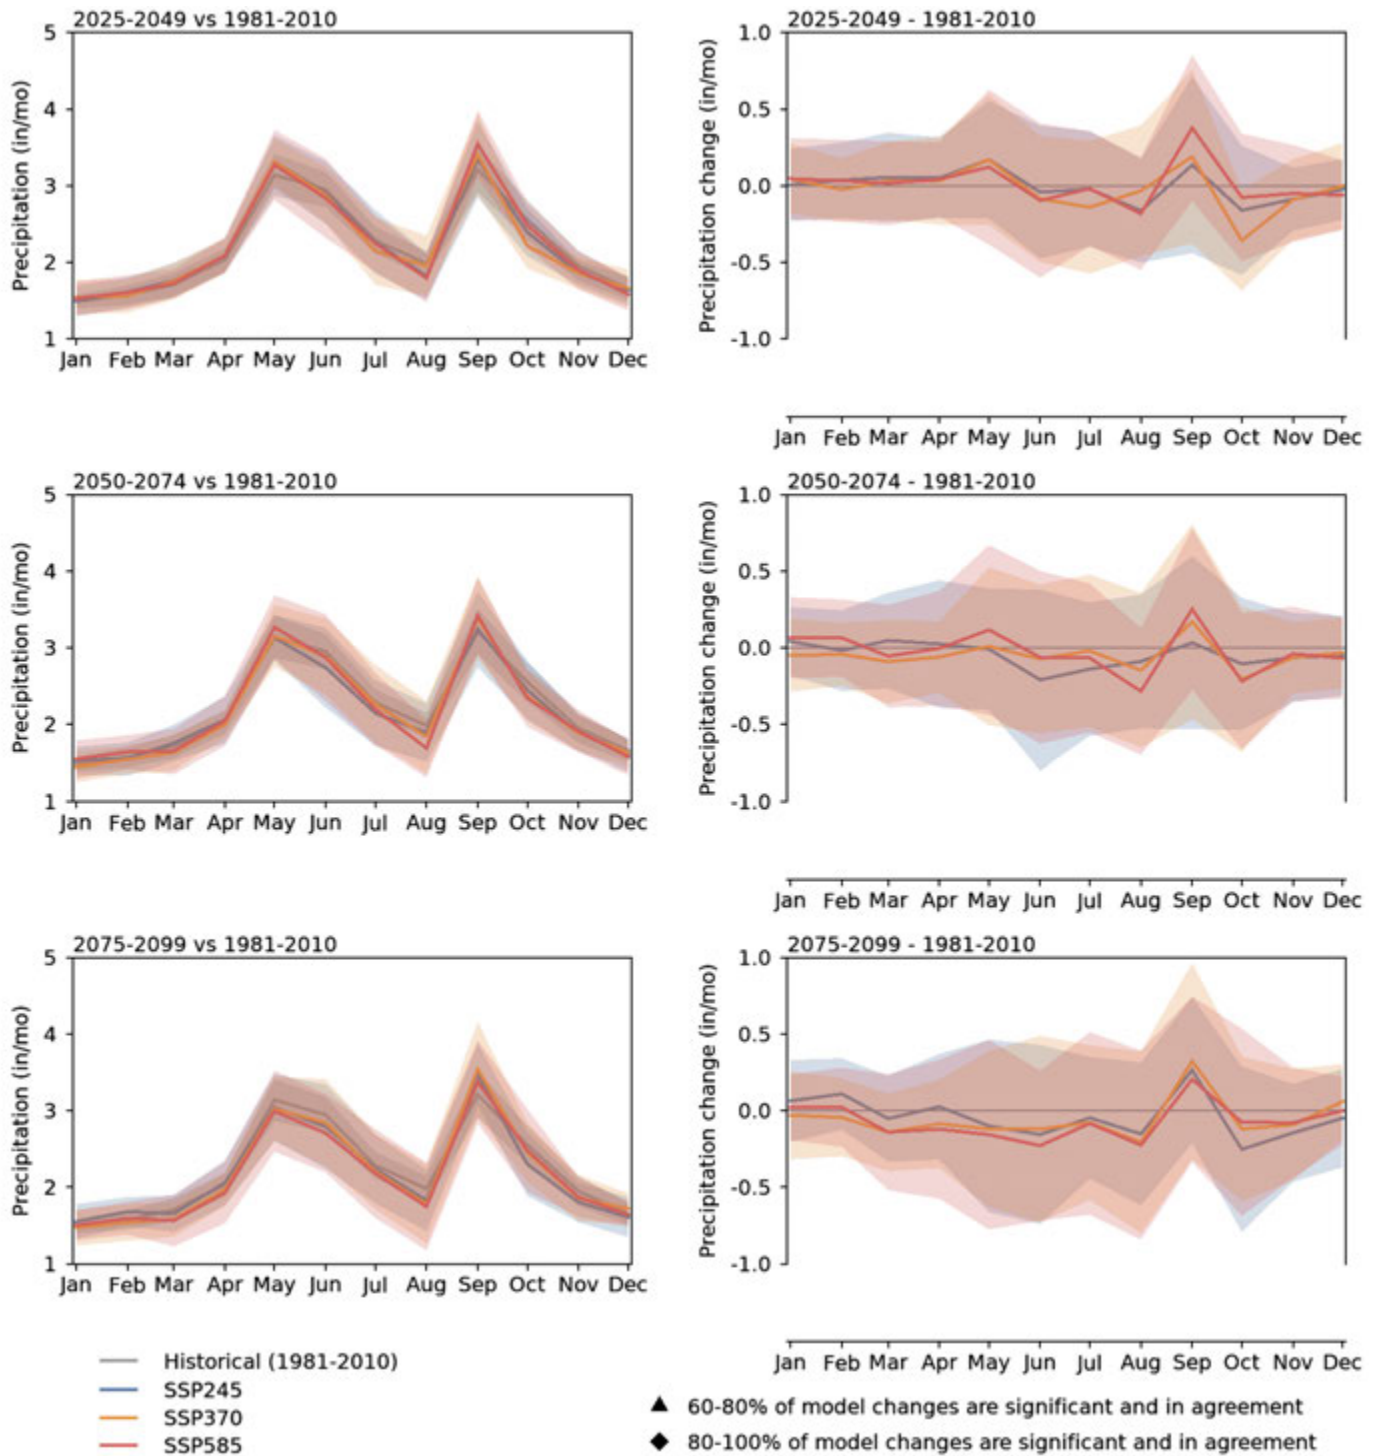 2025-2049 vs 1981-2010
Precipitation (in/mo)
5
4
3
2
1
Jan Feb Mar Apr May Jun Jul Aug Sep Oct Nov Dec
2025-2049 - 1981-2010
Precipitation change (in/mo)
1.0
0.5
0.0
-0.5
-1.0
Jan Feb Mar Apr May Jun Jul Aug Sep Oct Nov Dec
2050-2074 vs 1981-2010
Precipitation (in/mo)
5
4
3
2
1
Jan Feb Mar Apr May Jun Jul Aug Sep Oct Nov Dec
2050-2074 - 1981-2010
Precipitation change (in/mo)
1.0
0.5
0.0
-0.5
-1.0
Jan Feb Mar Apr May Jun Jul Aug Sep Oct Nov Dec
2075-2099 vs 1981-2010
Precipitation (in/mo)
5
4
3
2
1
Jan Feb Mar Apr May Jun Jul Aug Sep Oct Nov Dec
2075-2099 - 1981-2010
Precipitation change (in/mo)
1.0
0.5
0.0
-0.5
-1.0
Jan Feb Mar Apr May Jun Jul Aug Sep Oct Nov Dec
Historical (1981-2010)
SSP245
SSP370
SSP585
60-80% of model changes are significant and in agreement
80-100% of model changes are significant and in agreement